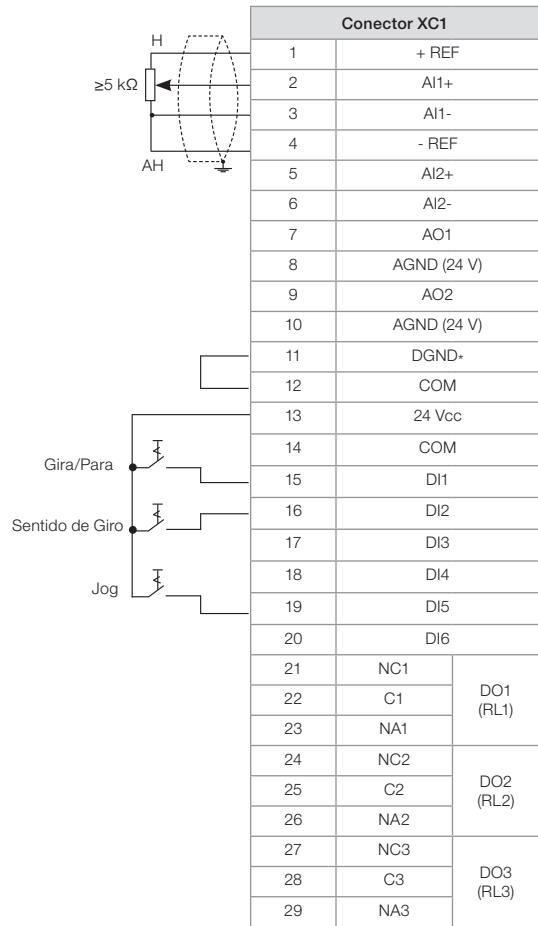 Conector XC1
H
≥5 kΩ
AH
1 + REF
2 AI1+
3 AI1-
4 - REF
5 AI2+
6 AI2-
7 AO1
8 AGND (24 V)
9 AO2
10 AGND (24 V)
11 DGND*
12 COM
13 24 Vcc
14 COM
Gira/Para
15 DI1
Sentido de Giro
16 DI2
17 DI3
18 DI4
Jog
19 DI5
20 DI6
21 NC1
22 C1
23 NA1
DO1
(RL1)
24 NC2
25 C2
26 NA2
DO2
(RL2)
27 NC3
28 C3
29 NA3
DO3
(RL3)